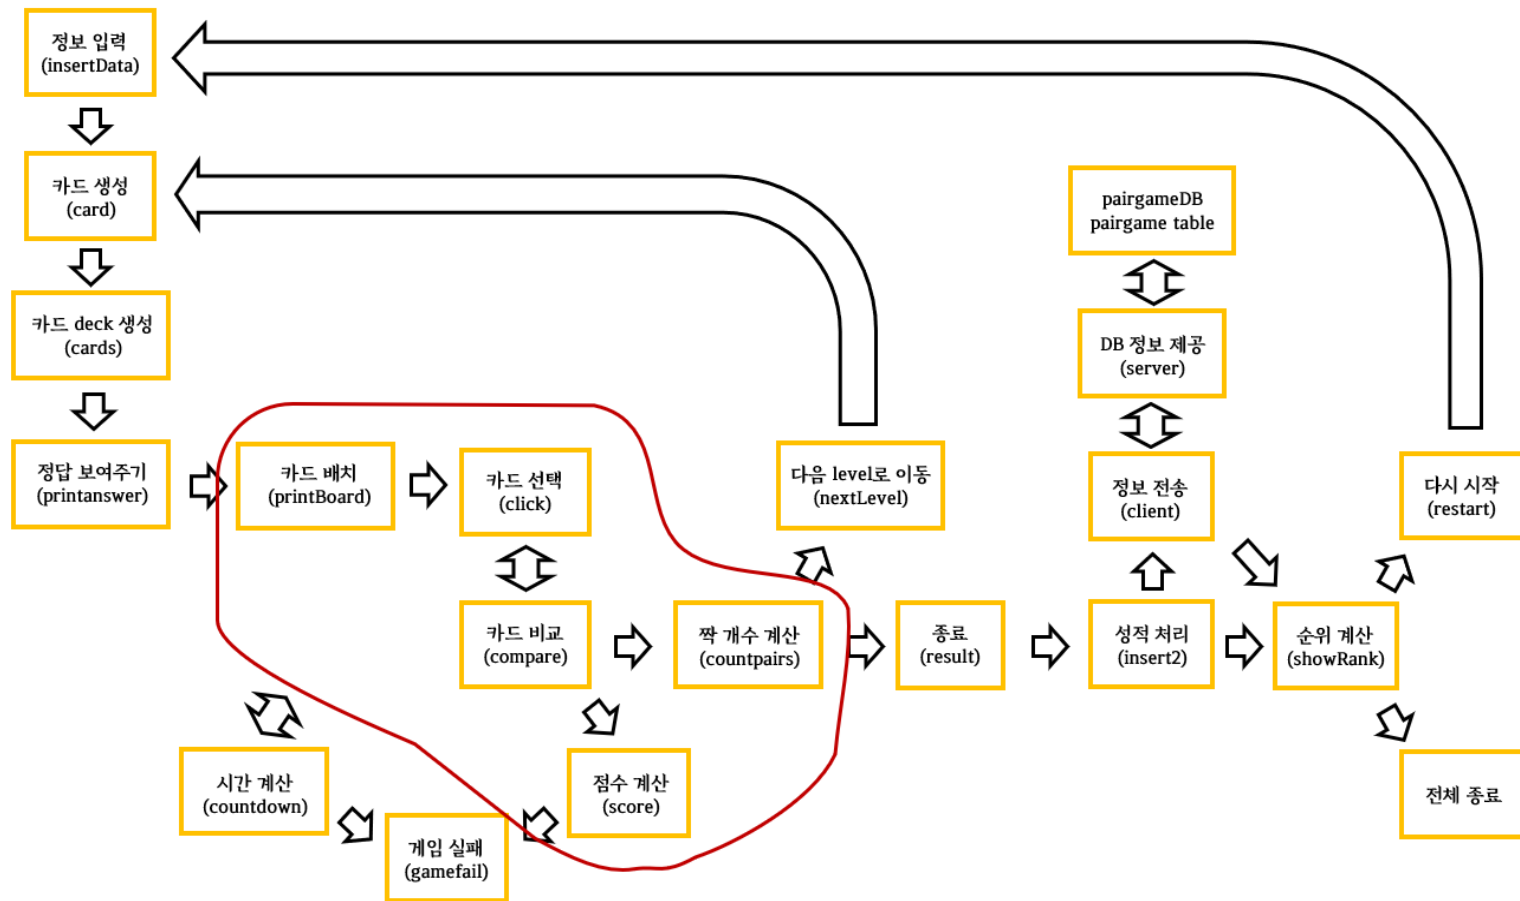 정보 입력
(insertData)
카드 생성
(card)
카드 deck 생성
(cards)
정답 보여주기
(printanswer)
카드 배치
(printBoard)
카드 선택
(click)
카드 비교
(compare)
짝 개수 계산
(countpairs)
시간 계산
(countdown)
점수 계산
(score)
게임 실패
(gamefail)
다음 level로 이동
(nextLevel)
종료
(result)
pairgameDB
pairgame table
DB 정보 제공
(server)
정보 전송
(client)
성적 처리
(insert2)
순위 계산
(showRank)
다시 시작
(restart)
전체 종료